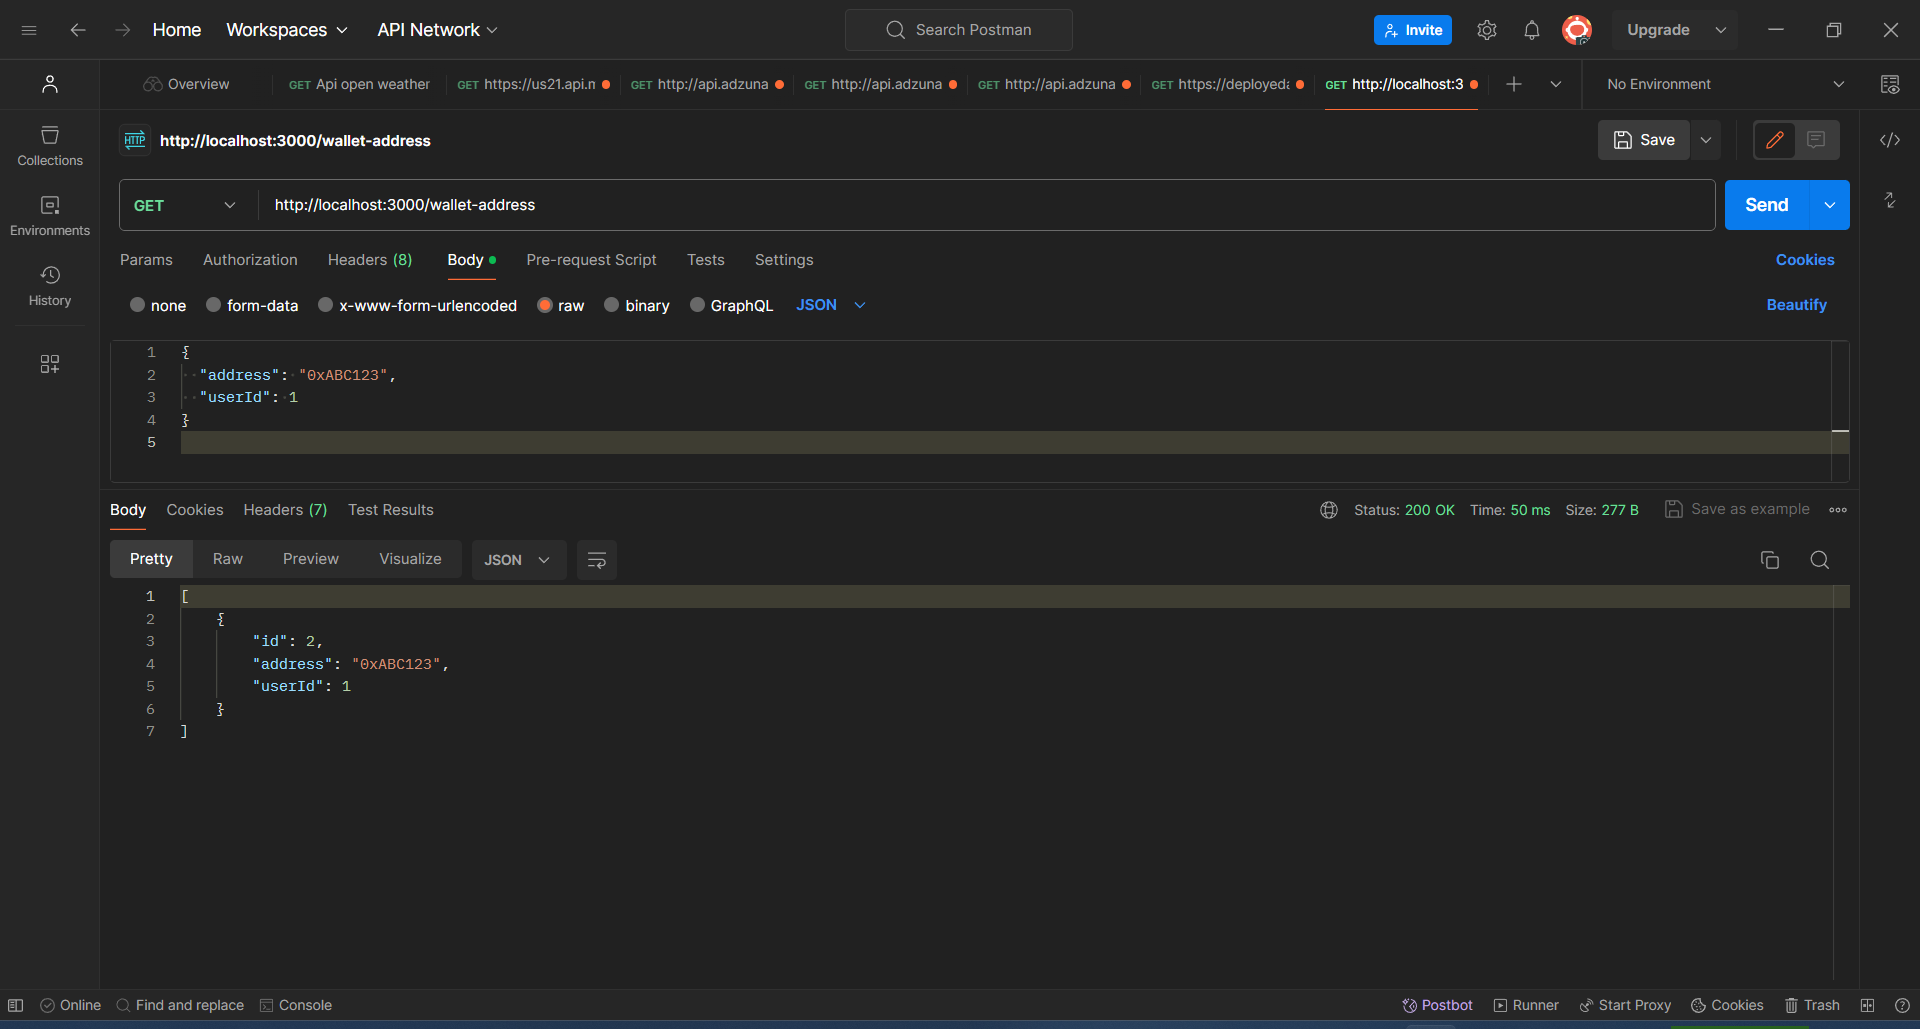 Home Workspaces API Network Search Postman Invite Upgrade
Overview GET Api open weather GET https://us21.api.n GET http://api.adzuna GET http://api.adzuna GET http://api.adzuna GET https://deployeda GET http://localhost:3 No Environment
HTTP http://localhost:3000/wallet-address Save
Collections
GET http://localhost:3000/wallet-address Send
Environments
Params Authorization Headers (8) Body Pre-request Script Tests Settings Cookies
History
none form-data x-www-form-urlencoded raw binary GraphQL JSON Beautify
1 {
2 "address": "0xABC123",
3 "userId": 1
4 }
5
Body Cookies Headers (7) Test Results Status: 200 OK Time: 50 ms Size: 277 B Save as example
Pretty Raw Preview Visualize JSON
1 [
2 {
3 "id": 2,
4 "address": "0xABC123",
5 "userId": 1
6 }
7 ]
Online Find and replace Console Postbot Runner Start Proxy Cookies Trash